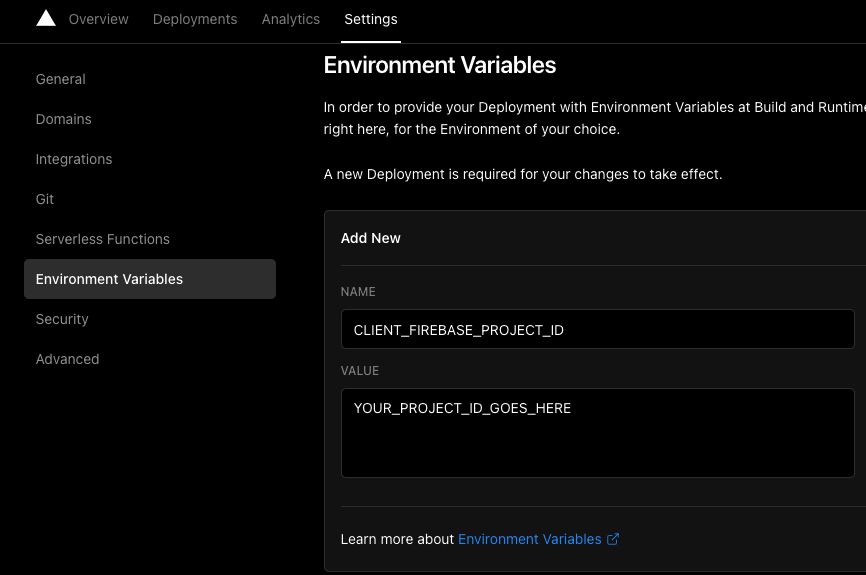 Overview Deployments Analytics Settings
General
Domains
Integrations
Git
Serverless Functions
Environment Variables
Security
Advanced
Environment Variables
In order to provide your Deployment with Environment Variables at Build and Runtime
right here, for the Environment of your choice.
A new Deployment is required for your changes to take effect.
Add New
NAME
CLIENT_FIREBASE_PROJECT_ID
VALUE
YOUR_PROJECT_ID_GOES_HERE
Learn more about Environment Variables